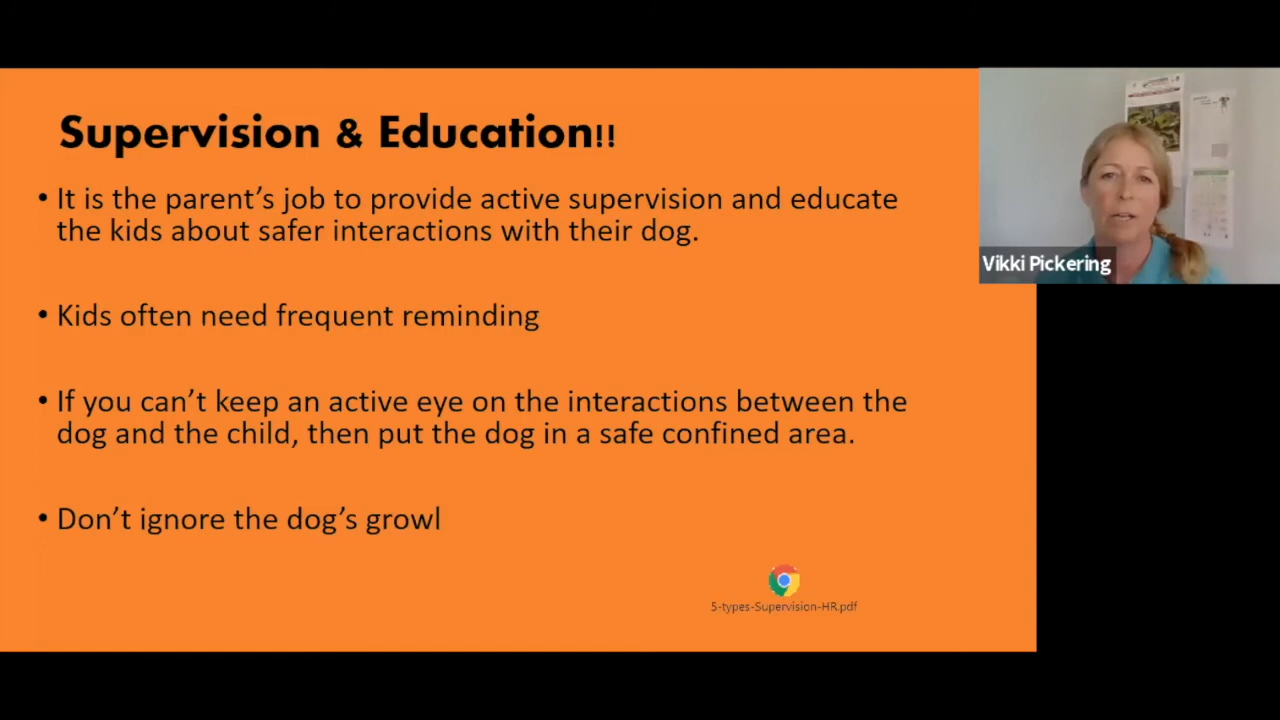 Supervision & Education!!
• It is the parent's job to provide active supervision and educate
the kids about safer interactions with their dog.
• Kids often need frequent reminding
• If you can't keep an active eye on the interactions between the
dog and the child, then put the dog in a safe confined area.
• Don't ignore the dog's growl
5-types-Supervision-HR.pdf
Vikki Pickering